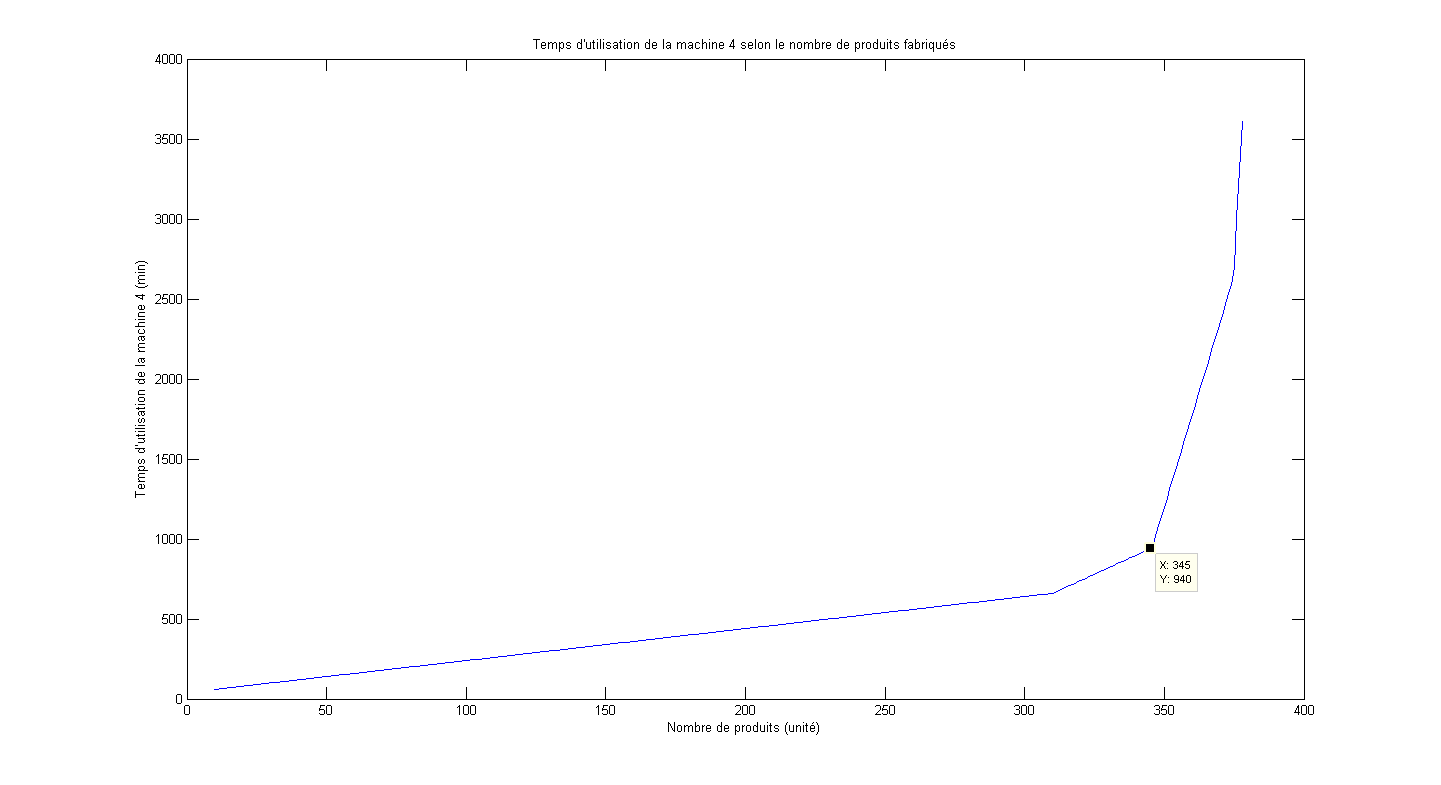 Temps d'utilisation de la machine 4 selon le nombre de produits fabriqués
4000
3500
3000
2500
2000
1500
1000
500
0
Temps d'utilisation de la machine 4 (min)
X: 345
Y: 940
0 50 100 150 200 250 300 350 400
Nombre de produits (unité)